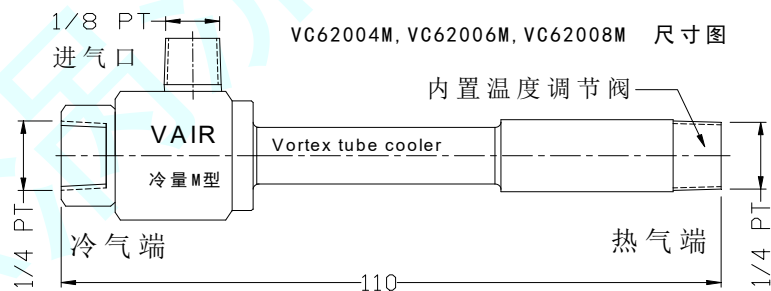 1/8 PT
进气口
VC62004M,VC62006M,VC62008M 尺寸图
内置温度调节阀
VAIR
冷量M型
Vortex tube cooler
1/4 PT
冷气端
热气端
1/4 PT
110